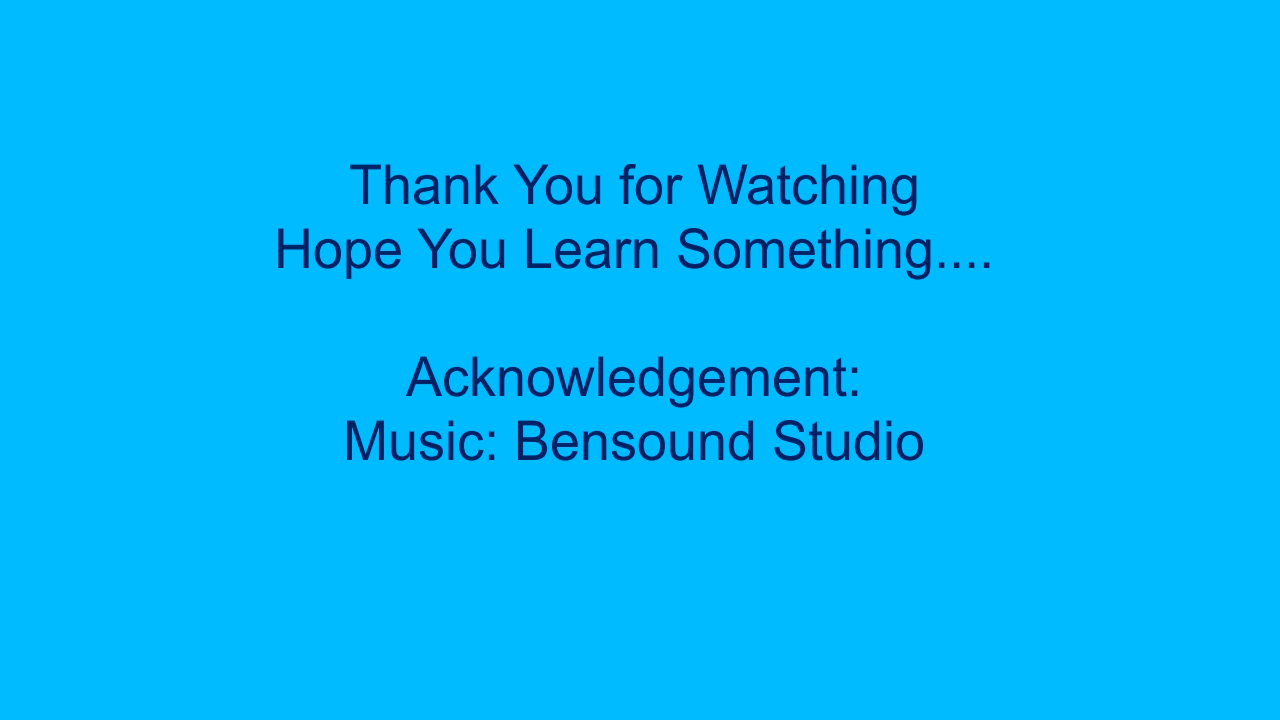 Thank You for Watching
Hope You Learn Something....
Acknowledgement:
Music: Bensound Studio